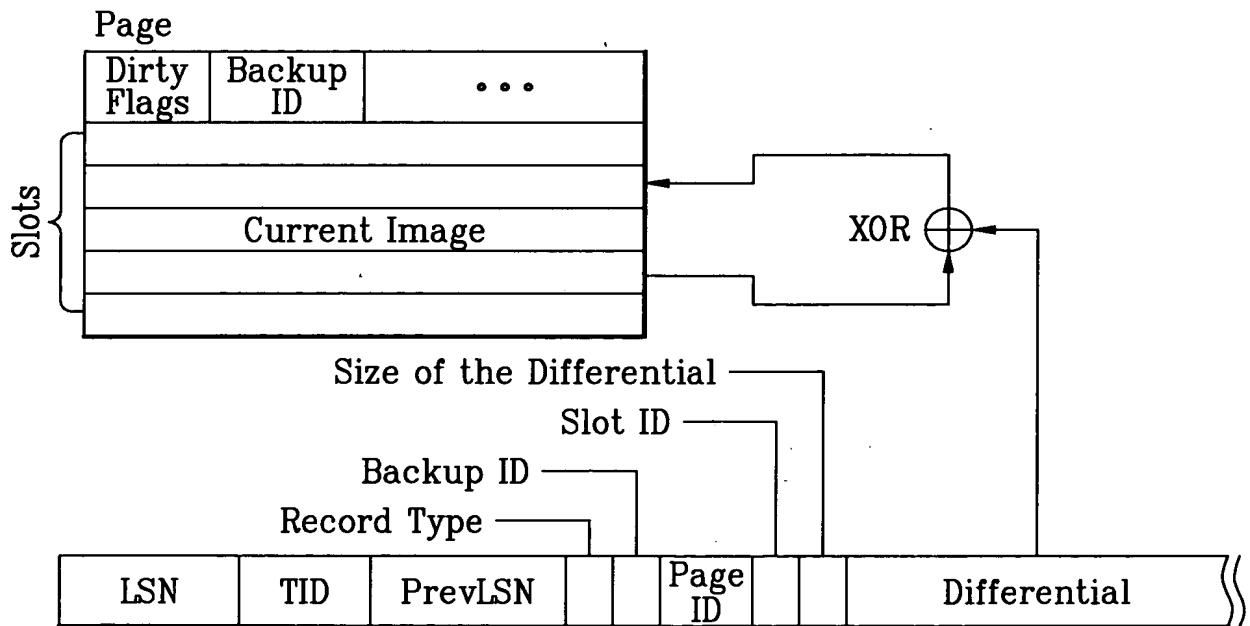 Page
Dirty Flags
Backup ID
• • •
Slots
Current Image
XOR
Size of the Differential
Slot ID
Backup ID
Record Type
LSN
TID
PrevLSN
Page ID
Differential